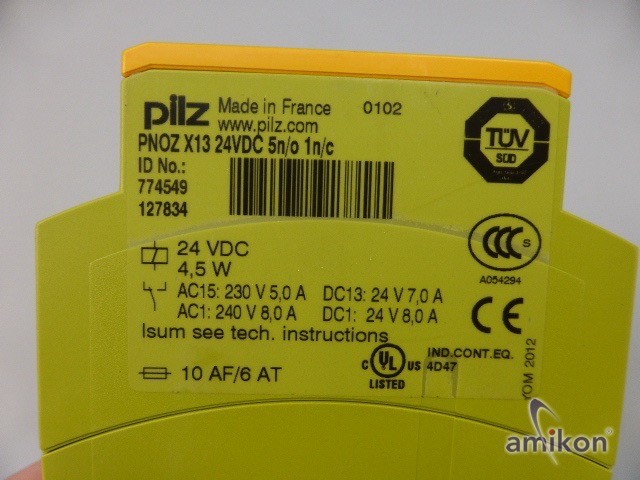 pilz Made in France 0102
www.pilz.com
PNOZ X13 24VDC 5n/o 1n/c
ID No.:
774549
127834
TÜV
SÜD
24 VDC
4,5 W
CCC S
A054294
AC15: 230 V 5,0 A DC13: 24 V 7,0 A
AC1: 240 V 8,0 A DC1: 24 V 8,0 A
Isum see tech. instructions
CE
10 AF/6 AT
C UL US
LISTED
IND.CONT.EQ.
4D47
YOM 2012
amikon®